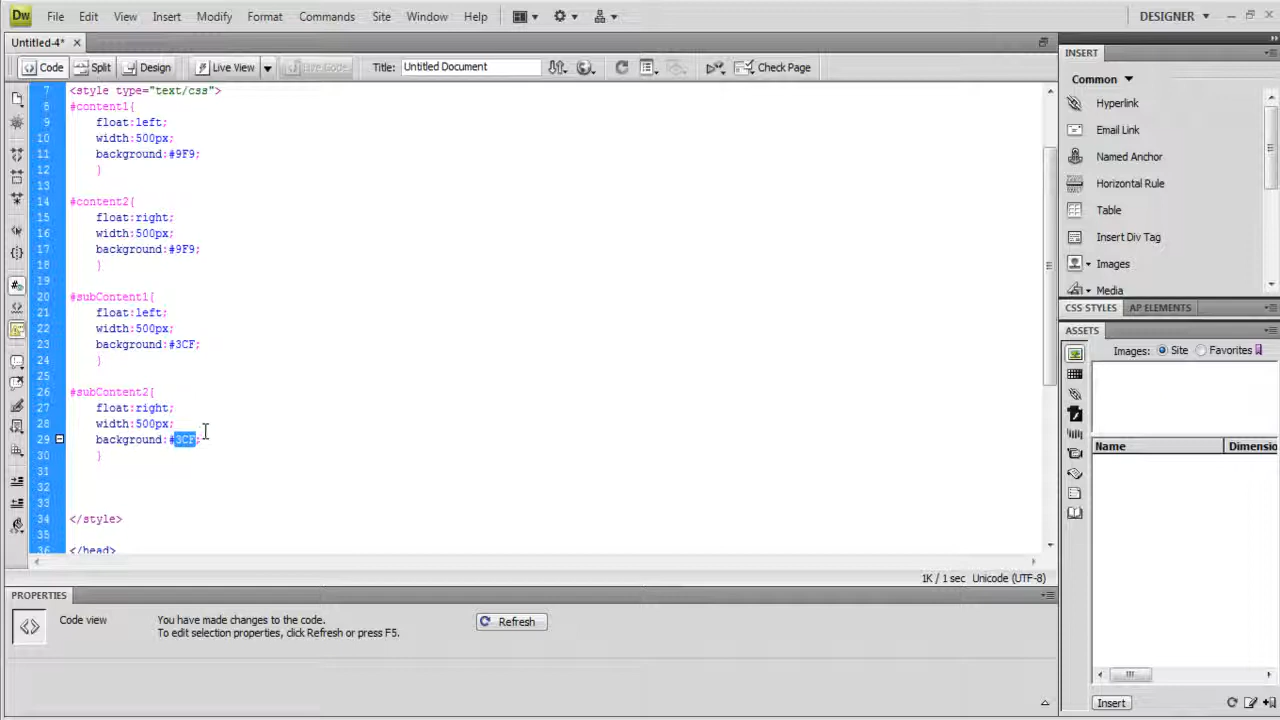 Dw File Edit View Insert Modify Format Commands Site Window Help DESIGNER
Untitled-4*
Code Split Design Live View Live Code Title: Untitled Document Check Page
7 <style type="text/css">
8 #content1{
9 float:left;
10 width:500px;
11 background:#9F9;
12 }
13
14 #content2{
15 float:right;
16 width:500px;
17 background:#9F9;
18 }
19
20 #subContent1{
21 float:left;
22 width:500px;
23 background:#3CF;
24 }
25
26 #subContent2{
27 float:right;
28 width:500px;
29 background:#3CF;
30 }
31
32
33
34 </style>
35
36 </head>
1K / 1 sec Unicode (UTF-8)
PROPERTIES
Code view
You have made changes to the code.
To edit selection properties, click Refresh or press F5.
Refresh
INSERT
Common
Hyperlink
Email Link
Named Anchor
Horizontal Rule
Table
Insert Div Tag
Images
Media
CSS STYLES AP ELEMENTS
ASSETS
Images: Site Favorites
Name Dimensio
Insert